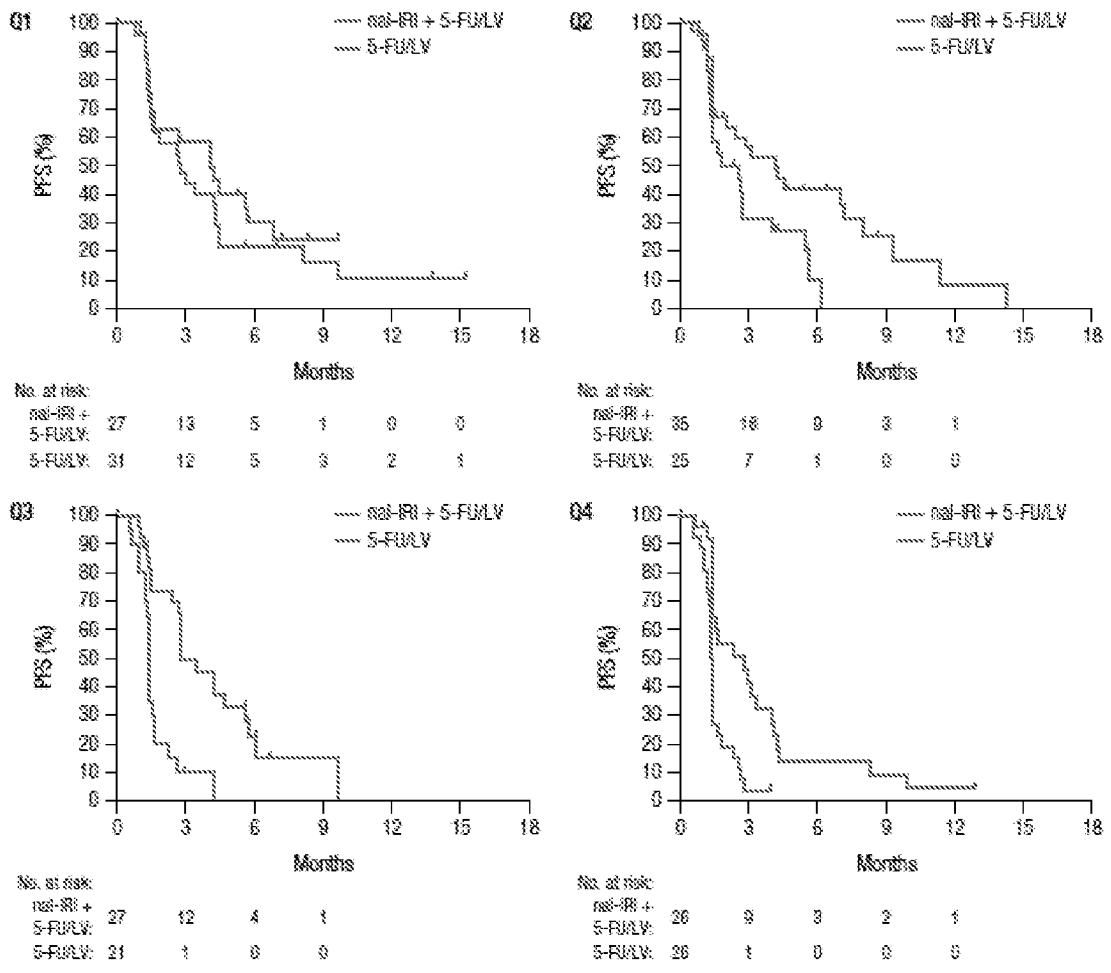 Q1
nal-IRI + 5-FU/LV
5-FU/LV
PFS (%)
100
90
80
70
60
50
40
30
20
10
0
0 3 6 9 12 15 18
Months
No. at risk:
nal-IRI +
5-FU/LV: 27 13 5 1 0 0
5-FU/LV: 31 12 5 3 2 1
Q2
nal-IRI + 5-FU/LV
5-FU/LV
PFS (%)
100
90
80
70
60
50
40
30
20
10
0
0 3 6 9 12 15 18
Months
No. at risk:
nal-IRI +
5-FU/LV: 35 9 3 1
5-FU/LV: 25 7 1 0 0
Q3
nal-IRI + 5-FU/LV
5-FU/LV
PFS (%)
100
90
80
70
60
50
40
30
20
10
0
0 3 6 9 12 15 18
Months
No. at risk:
nal-IRI +
5-FU/LV: 27 12 4 1
5-FU/LV: 21 1 0 0
Q4
nal-IRI + 5-FU/LV
5-FU/LV
PFS (%)
100
90
80
70
60
50
40
30
20
10
0
0 3 6 9 12 15 18
Months
No. at risk:
nal-IRI +
5-FU/LV: 26 9 3 2 1
5-FU/LV: 26 1 0 0 0